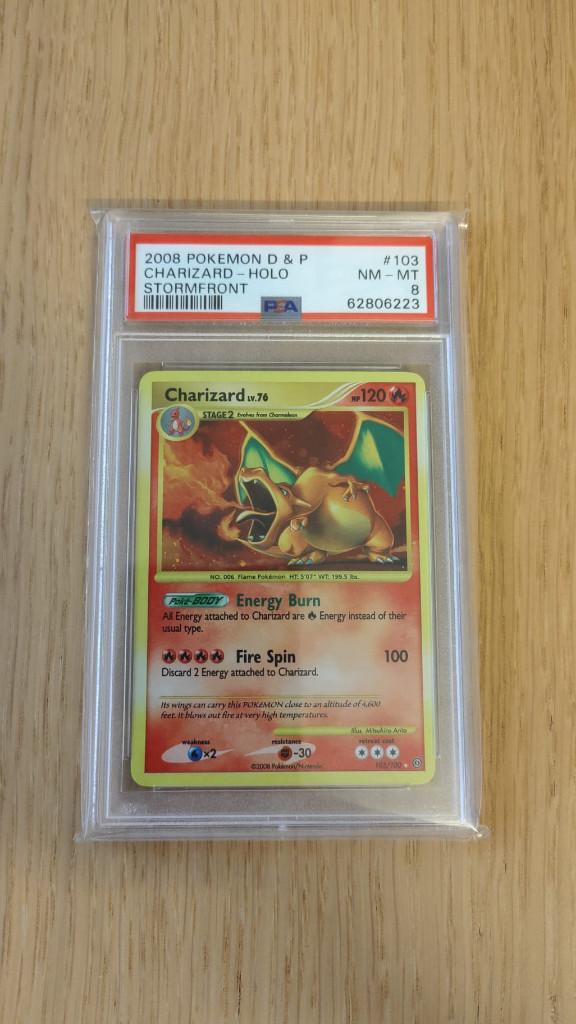 2008 POKEMON D & P #103
CHARIZARD - HOLO NM - MT
STORMFRONT 8
PSA 62806223
Charizard LV.76 HP 120
STAGE 2 Evolves from Charmeleon
NO. 006 Flame Pokémon HT: 5'07" WT: 199.5 lbs.
Poké-BODY Energy Burn
All Energy attached to Charizard are Energy instead of their
usual type.
Fire Spin 100
Discard 2 Energy attached to Charizard.
Its wings can carry this POKéMON close to an altitude of 4,600
feet. It blows out fire at very high temperatures.
Illus. Mitsuhiro Arita
weakness resistance retreat cost
×2 -30
©2008 Pokémon/Nintendo 103/100